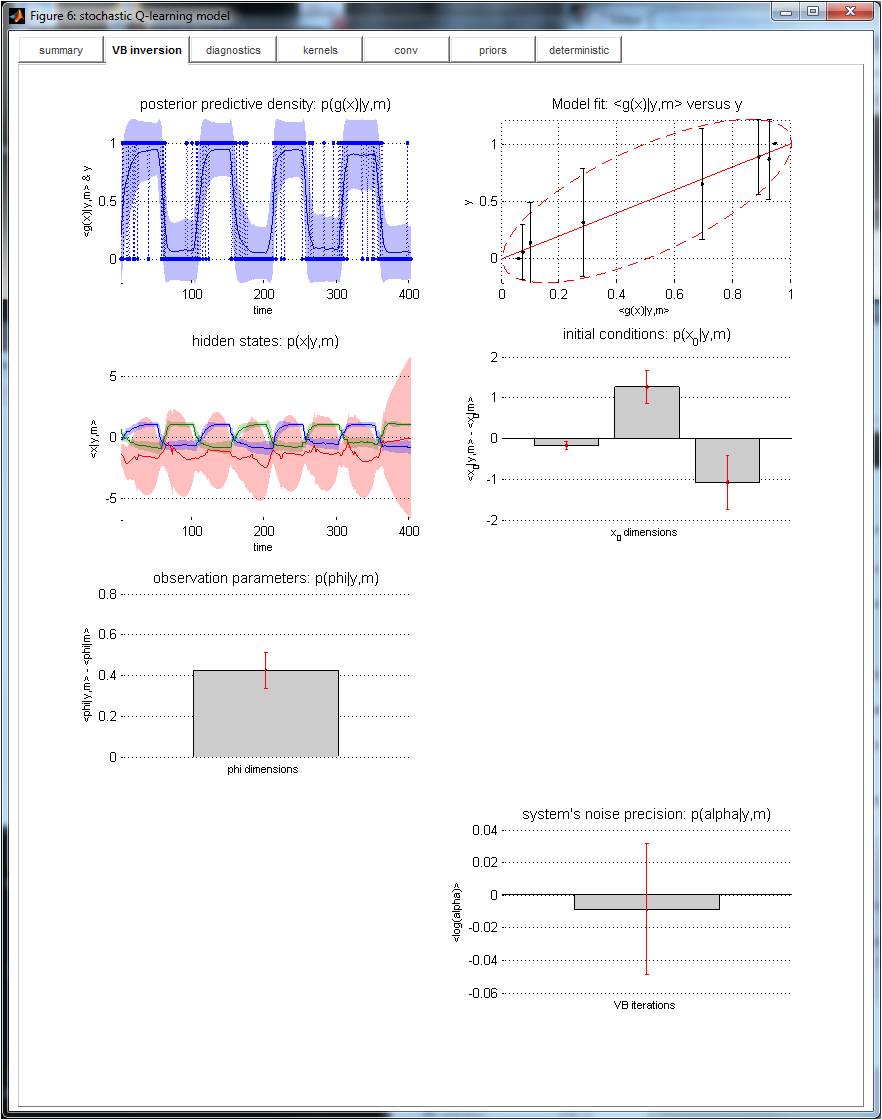 Figure 6: stochastic Q-learning model
summary VB inversion diagnostics kernels conv priors deterministic
posterior predictive density: p(g(x)|y,m)
<g(x)|y,m> & y
1
0.5
0
100 200 300 400
time
Model fit: <g(x)|y,m> versus y
y
1
0.5
0
0 0.2 0.4 0.6 0.8 1
<g(x)|y,m>
hidden states: p(x|y,m)
<x|y,m>
5
0
-5
100 200 300 400
time
initial conditions: p(x0|y,m)
<x0|y,m> - <x0|m>
2
1
0
-1
-2
x0 dimensions
observation parameters: p(phi|y,m)
<phi|y,m> - <phi|m>
0.8
0.6
0.4
0.2
0
phi dimensions
system's noise precision: p(alpha|y,m)
<log(alpha)>
0.04
0.02
0
-0.02
-0.04
-0.06
VB iterations